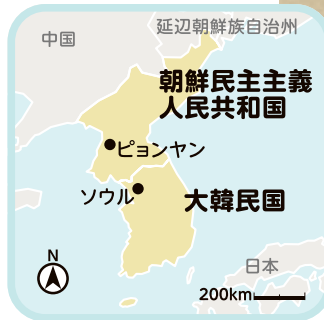 延辺朝鮮族自治州
中国
朝鮮民主主義
人民共和国
ピョンヤン
ソウル
大韓民国
N
日本
200km